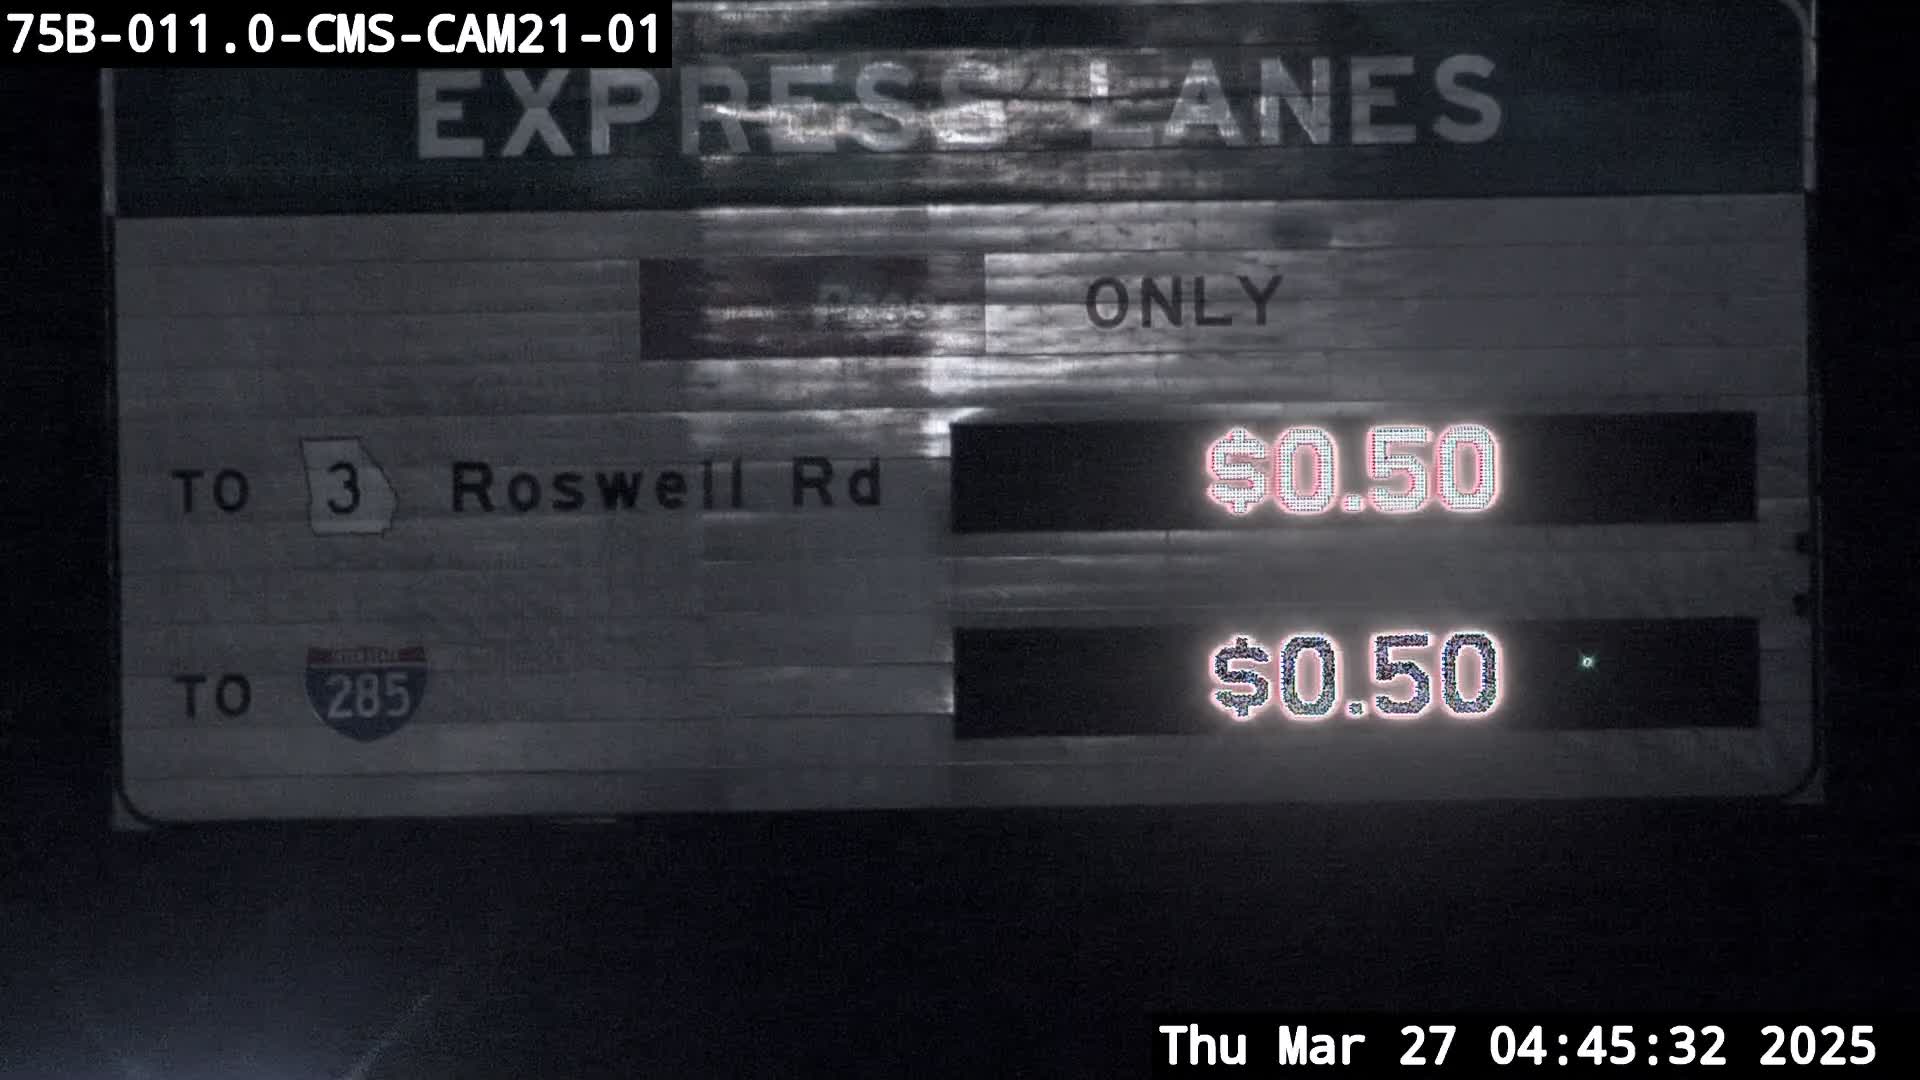 75B-011.0-CMS-CAM21-01
EXPRESS LANES
Pass ONLY
TO 3 Roswell Rd $0.50
TO 285 $0.50
Thu Mar 27 04:45:32 2025